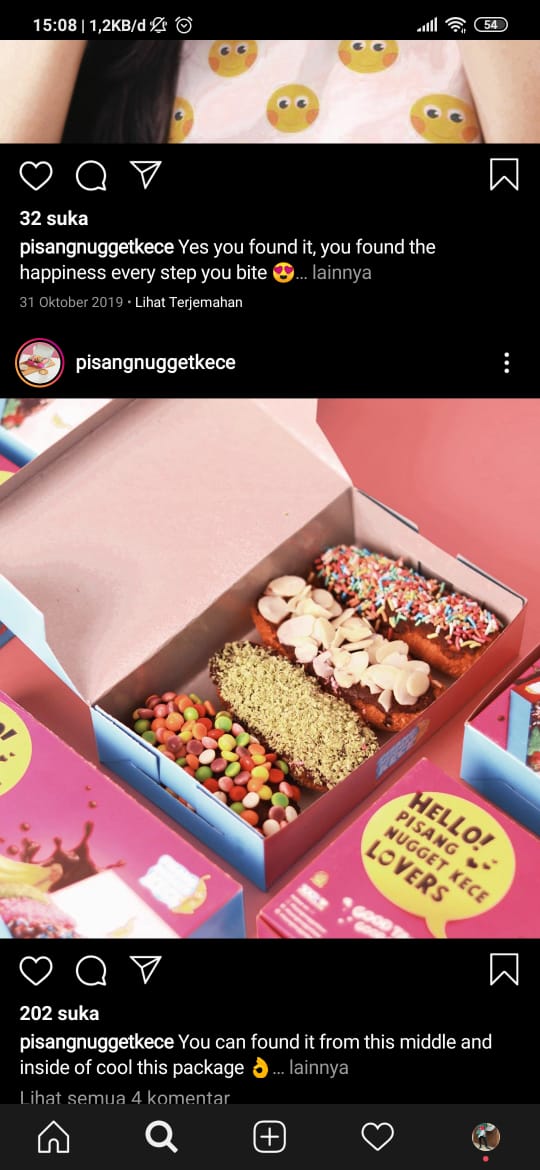 15:08 | 1,2KB/d
54
32 suka
pisangnuggetkece Yes you found it, you found the
happiness every step you bite 😍... lainnya
31 Oktober 2019 • Lihat Terjemahan
pisangnuggetkece
HELLO!
PISANG
NUGGET KECE
LOVERS
202 suka
pisangnuggetkece You can found it from this middle and
inside of cool this package 👌... lainnya
Lihat semua 4 komentar